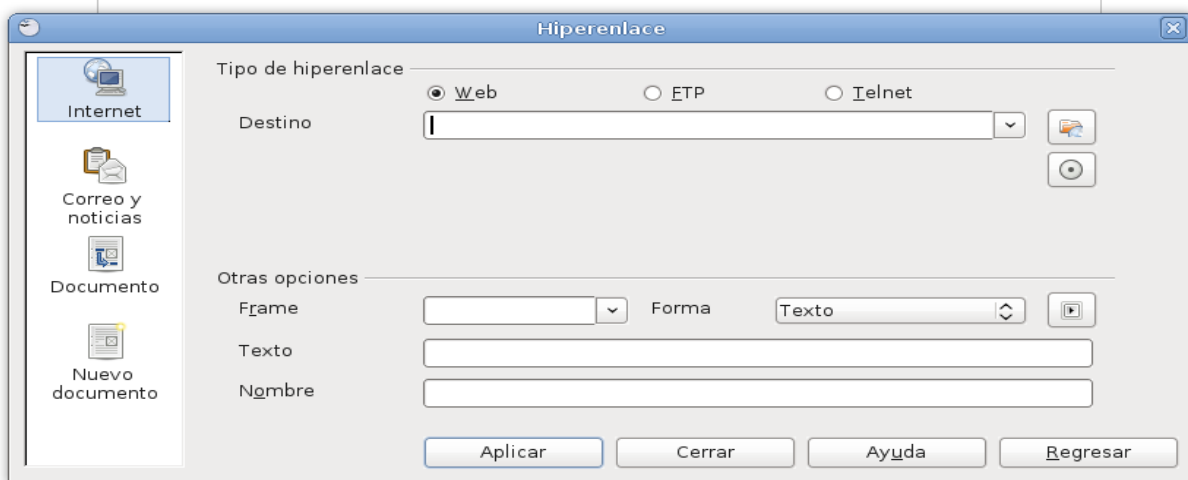 Hiperenlace
Internet
Correo y
noticias
Documento
Nuevo
documento
Tipo de hiperenlace
Web FTP Telnet
Destino
Otras opciones
Frame Forma Texto
Texto
Nombre
Aplicar Cerrar Ayuda Regresar